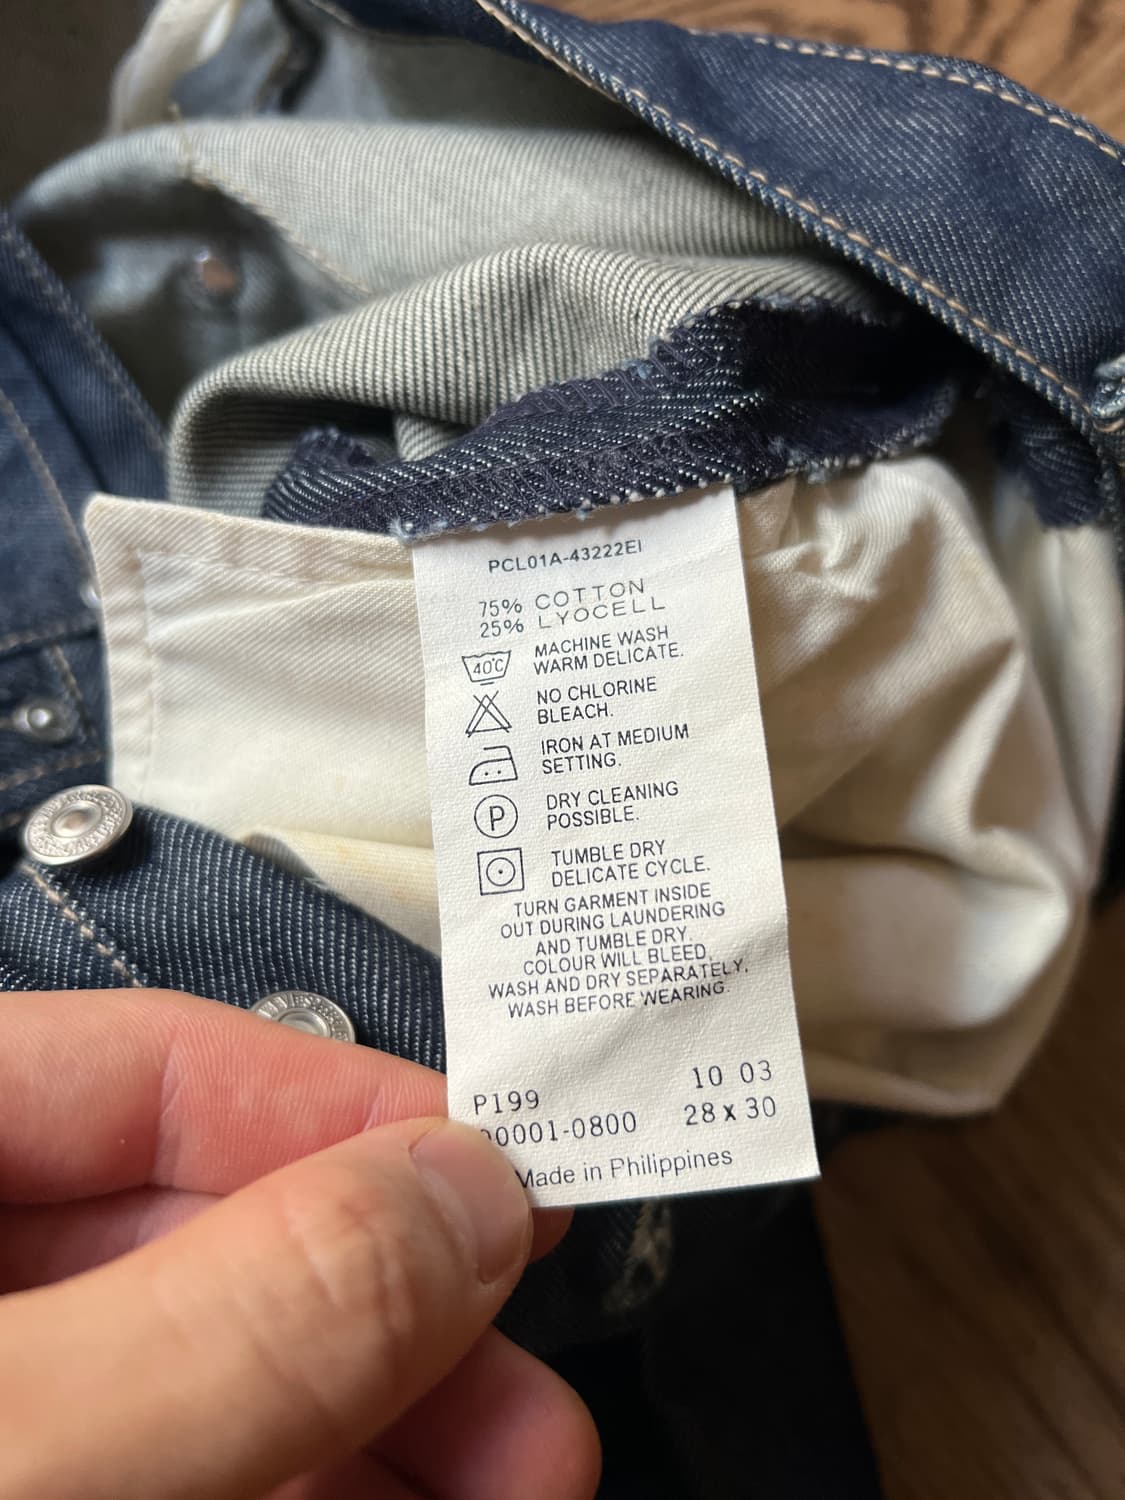 PCL01A-43222EI
75% COTTON
25% LYOCELL
40°C
MACHINE WASH
WARM DELICATE.
NO CHLORINE
BLEACH.
IRON AT MEDIUM
SETTING.
P
DRY CLEANING
POSSIBLE.
TUMBLE DRY
DELICATE CYCLE.
TURN GARMENT INSIDE
OUT DURING LAUNDERING
AND TUMBLE DRY.
COLOUR WILL BLEED,
WASH AND DRY SEPARATELY.
WASH BEFORE WEARING.
P199 10 03
00001-0800 28 x 30
Made in Philippines